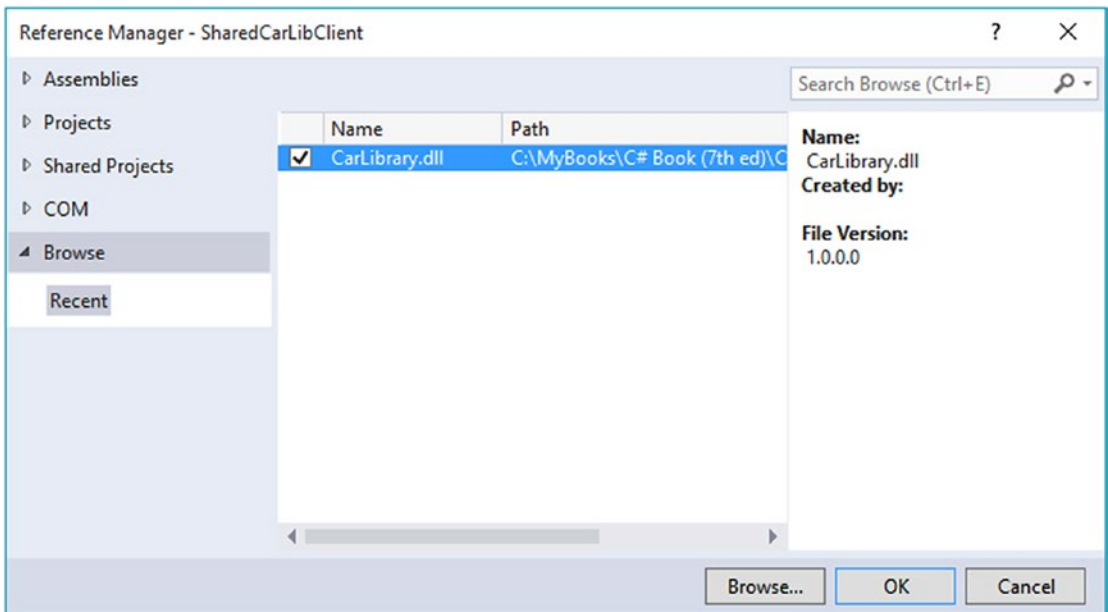 Reference Manager - SharedCarLibClient
?
Assemblies
Projects
Shared Projects
COM
Browse
Recent
Name Path
CarLibrary.dll C:\MyBooks\C# Book (7th ed)\C
Search Browse (Ctrl+E)
Name:
CarLibrary.dll
Created by:
File Version:
1.0.0.0
Browse... OK Cancel